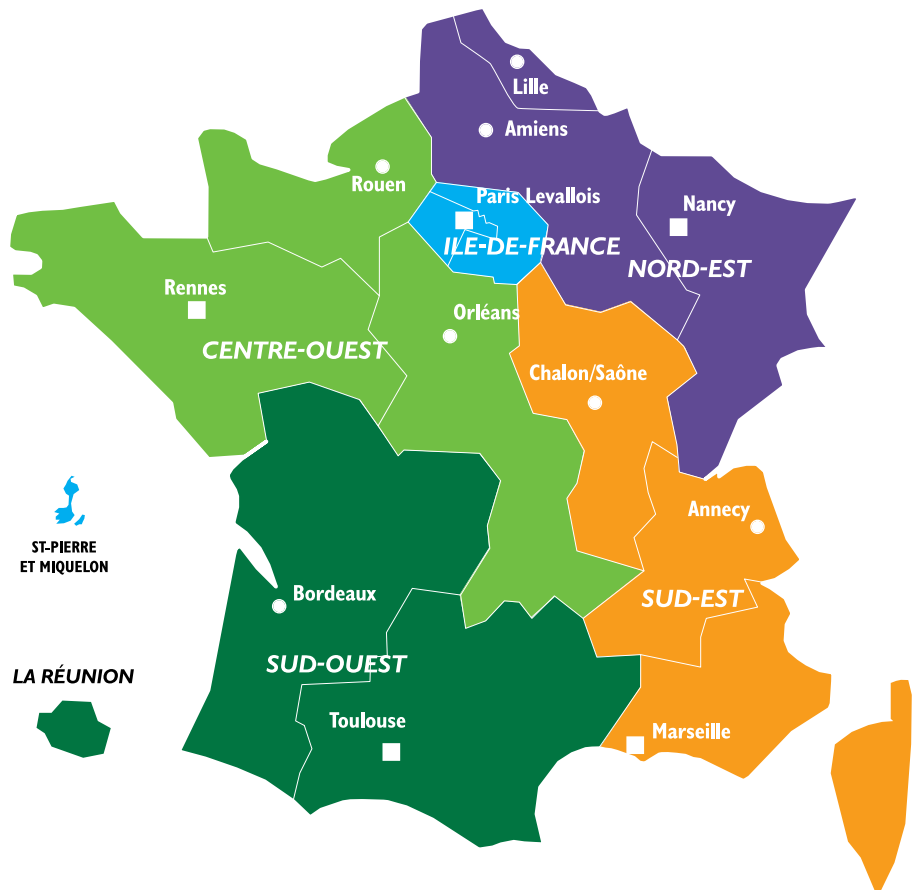 Lille
Amiens
Rouen
Paris Levallois
Nancy
ILE-DE-FRANCE
NORD-EST
Rennes
Orléans
CENTRE-OUEST
Chalon/Saône
Annecy
ST-PIERRE
ET MIQUELON
Bordeaux
SUD-EST
SUD-OUEST
LA RÉUNION
Toulouse
Marseille